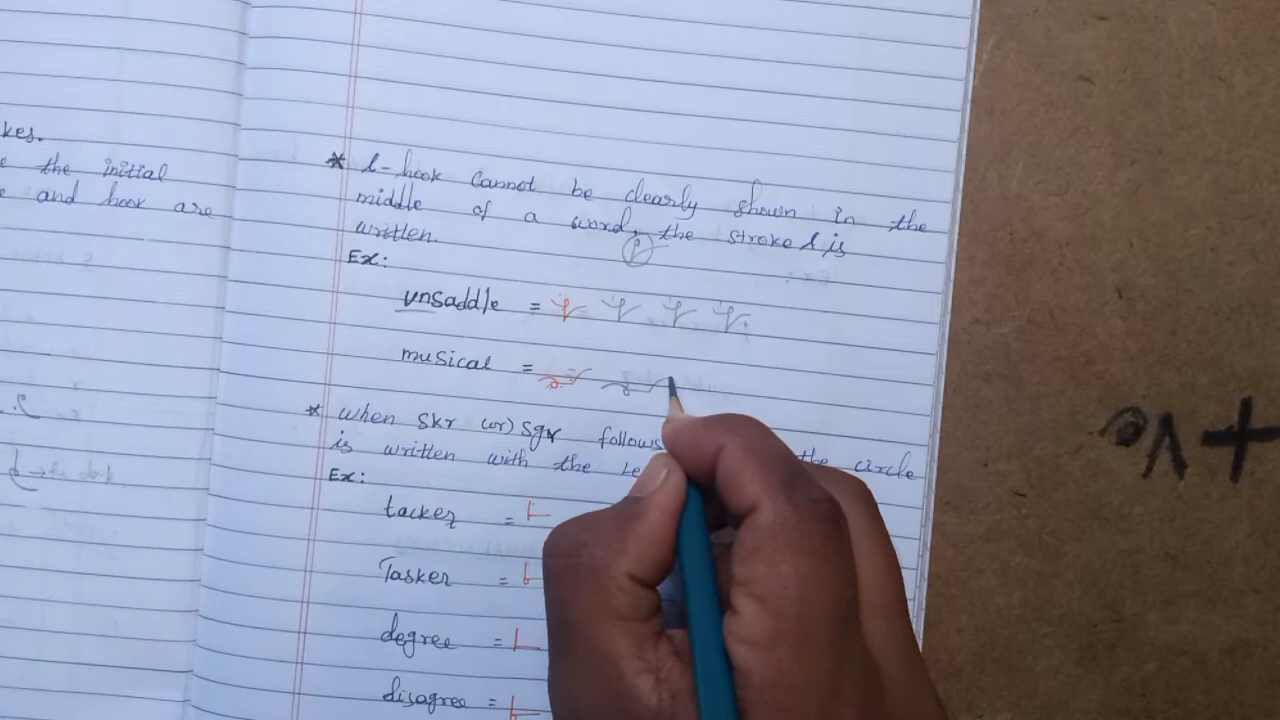 kes.
the initial
and hook are
* l-hook cannot be clearly shown in the
middle of a word, the stroke l is
written.
Ex:
unsaddle =
musical =
* when skr (or) sgr follows the circle
is written with the
Ex:
tacker =
Tasker =
degree =
disagree =